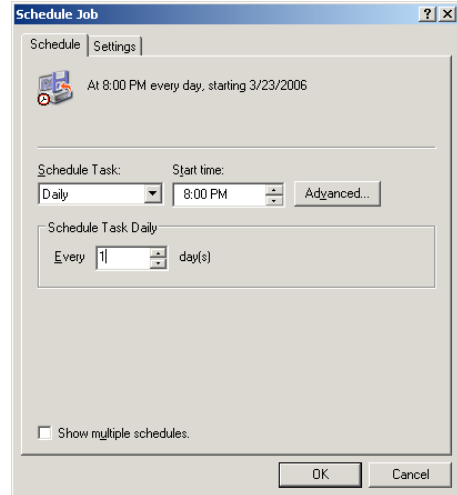 Schedule Job
Schedule Settings
At 8:00 PM every day, starting 3/23/2006
Schedule Task: Start time:
Daily 8:00 PM Advanced...
Schedule Task Daily
Every 1 day(s)
Show multiple schedules.
OK Cancel